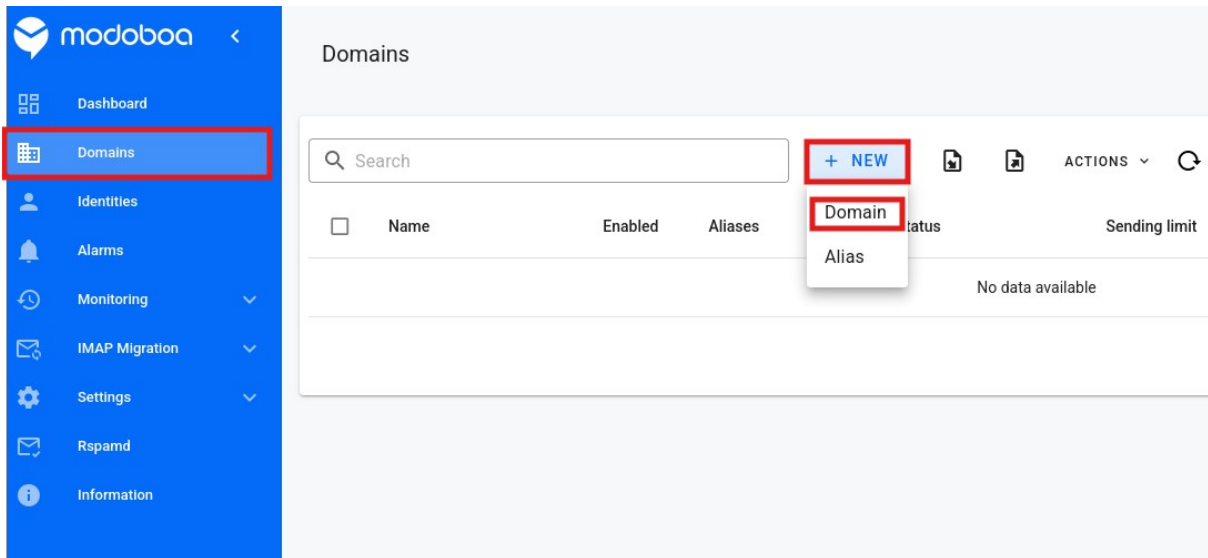 modoboa
Domains
Dashboard
Domains
Search
+ NEW
ACTIONS
Identities
Domain
Name Enabled Aliases tatus Sending limit
Alarms
Alias
No data available
Monitoring
IMAP Migration
Settings
Rspamd
Information